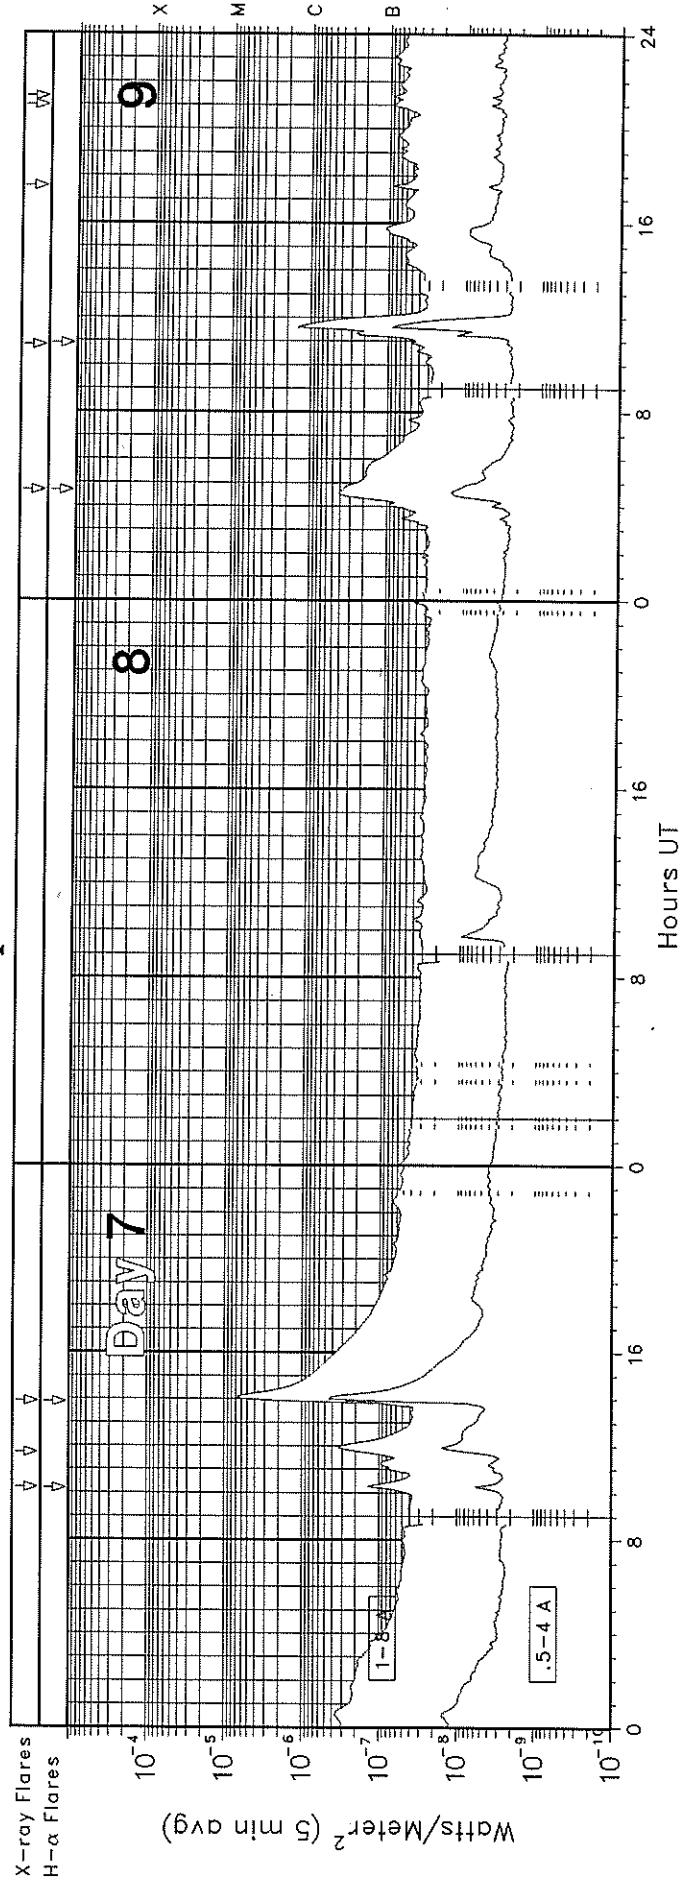 X-ray Flares
H-α Flares
X
M
C
B
Day 7
8
9
10⁻⁴
10⁻⁵
10⁻⁶
10⁻⁷
10⁻⁸
10⁻⁹
10⁻¹⁰
Watts/Meter² (5 min avg)
1-8 A
.5-4 A
0
8
16
0
8
16
0
8
16
24
Hours UT